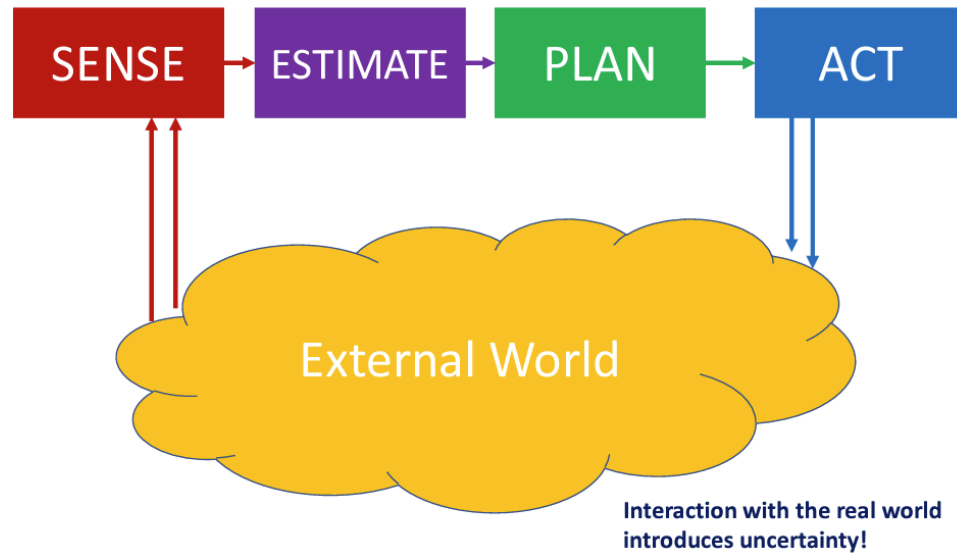 SENSE
ESTIMATE
PLAN
ACT
External World
Interaction with the real world
introduces uncertainty!